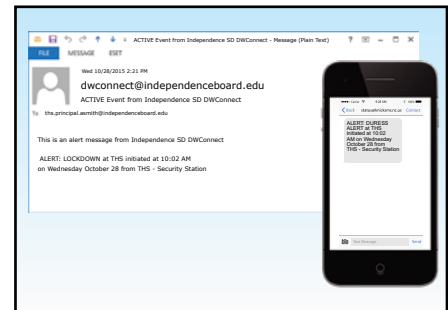 ACTIVE Event from Independence SD DWConnect - Message (Plain Text)
FILE MESSAGE ESET
Wed 10/28/2015 2:21 PM
dwconnect@independenceboard.edu
ACTIVE Event from Independence SD DWConnect
To ths.principal.asmith@independenceboard.edu
This is an alert message from Independence SD DWConnect
ALERT: LOCKDOWN at THS initiated at 10:02 AM
on Wednesday October 28 from THS - Security Station
Back
Contact
ALERT: DURESS
ALERT at THS
initiated at 10:02
AM on Wednesday
October 28 from
THS - Security Station
Text Message
Send